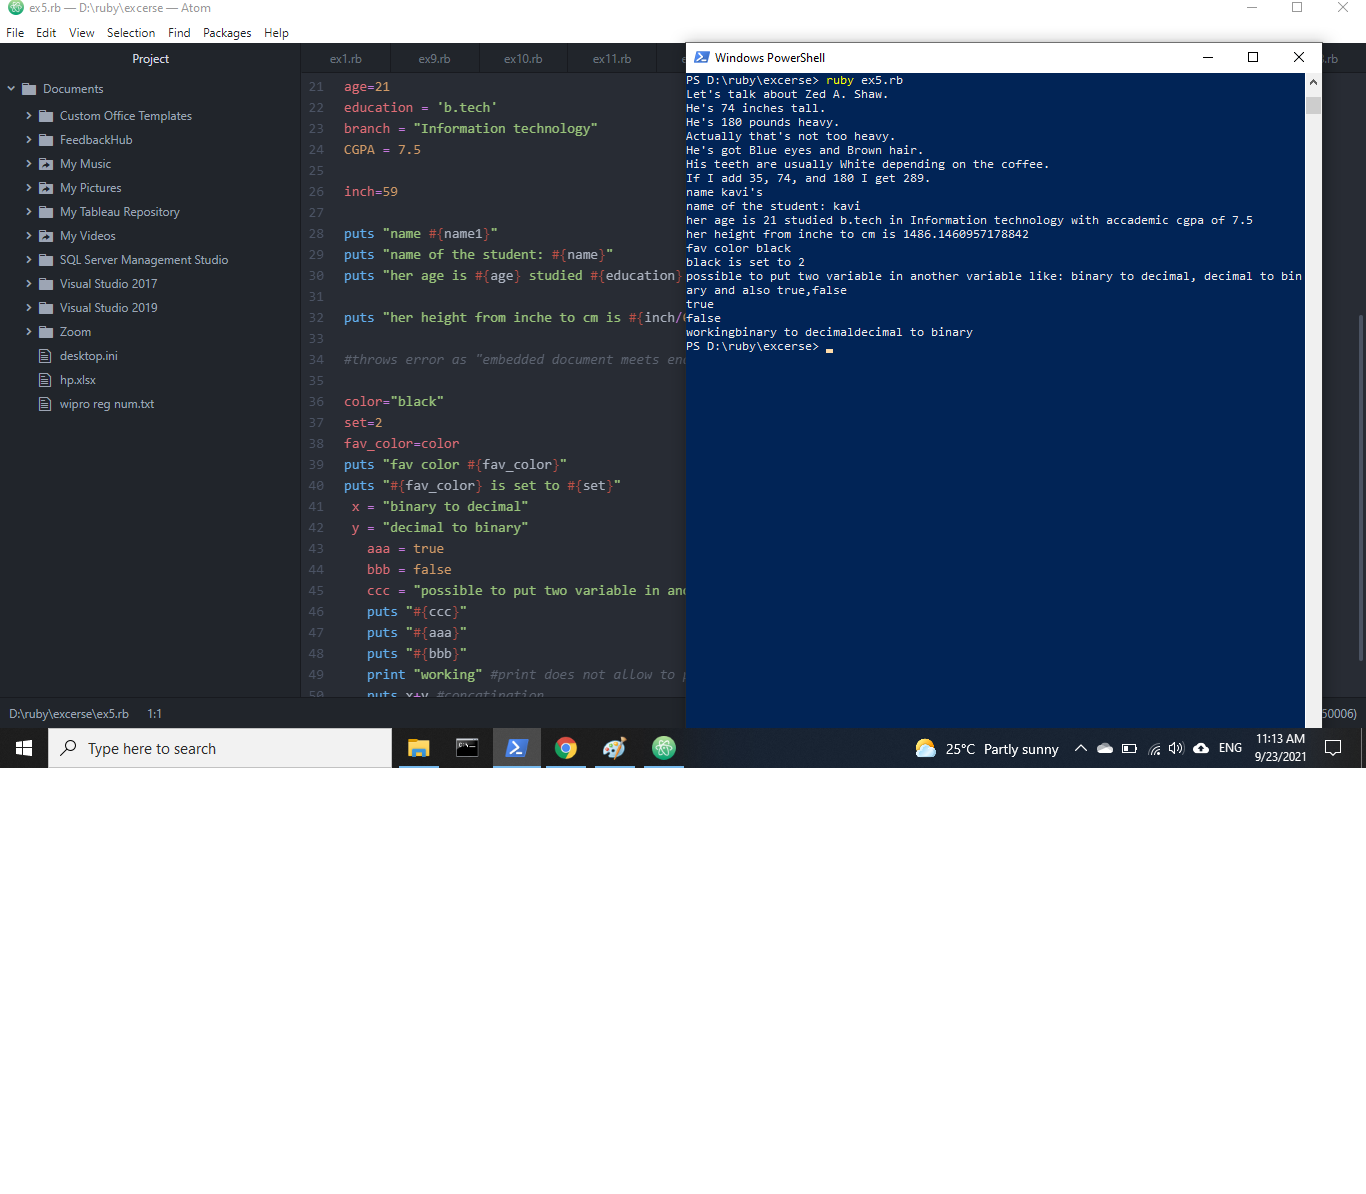 ex5.rb — D:\ruby\excerse — Atom
File Edit View Selection Find Packages Help
Project
ex1.rb ex9.rb ex10.rb ex11.rb
Documents
Custom Office Templates
FeedbackHub
My Music
My Pictures
My Tableau Repository
My Videos
SQL Server Management Studio
Visual Studio 2017
Visual Studio 2019
Zoom
desktop.ini
hp.xlsx
wipro reg num.txt
21 age=21
22 education = 'b.tech'
23 branch = "Information technology"
24 CGPA = 7.5
25
26 inch=59
27
28 puts "name #{name1}"
29 puts "name of the student: #{name}"
30 puts "her age is #{age} studied #{education}
31
32 puts "her height from inche to cm is #{inch/
33
34 #throws error as "embedded document meets
35
36 color="black"
37 set=2
38 fav_color=color
39 puts "fav color #{fav_color}"
40 puts "#{fav_color} is set to #{set}"
41 x = "binary to decimal"
42 y = "decimal to binary"
43 aaa = true
44 bbb = false
45 ccc = "possible to put two variable in
46 puts "#{ccc}"
47 puts "#{aaa}"
48 puts "#{bbb}"
49 print "working" #print does not allow to
50 puts x+y #concatination
Windows PowerShell
PS D:\ruby\excerse> ruby ex5.rb
Let's talk about Zed A. Shaw.
He's 74 inches tall.
He's 180 pounds heavy.
Actually that's not too heavy.
He's got Blue eyes and Brown hair.
His teeth are usually White depending on the coffee.
If I add 35, 74, and 180 I get 289.
name kavi's
name of the student: kavi
her age is 21 studied b.tech in Information technology with accademic cgpa of 7.5
her height from inche to cm is 1486.1460957178842
fav color black
black is set to 2
possible to put two variable in another variable like: binary to decimal, decimal to bin
ary and also true,false
true
false
workingbinary to decimaldecimal to binary
PS D:\ruby\excerse>
.rb
D:\ruby\excerse\ex5.rb 1:1
50006)
Type here to search
25°C Partly sunny
ENG
11:13 AM
9/23/2021